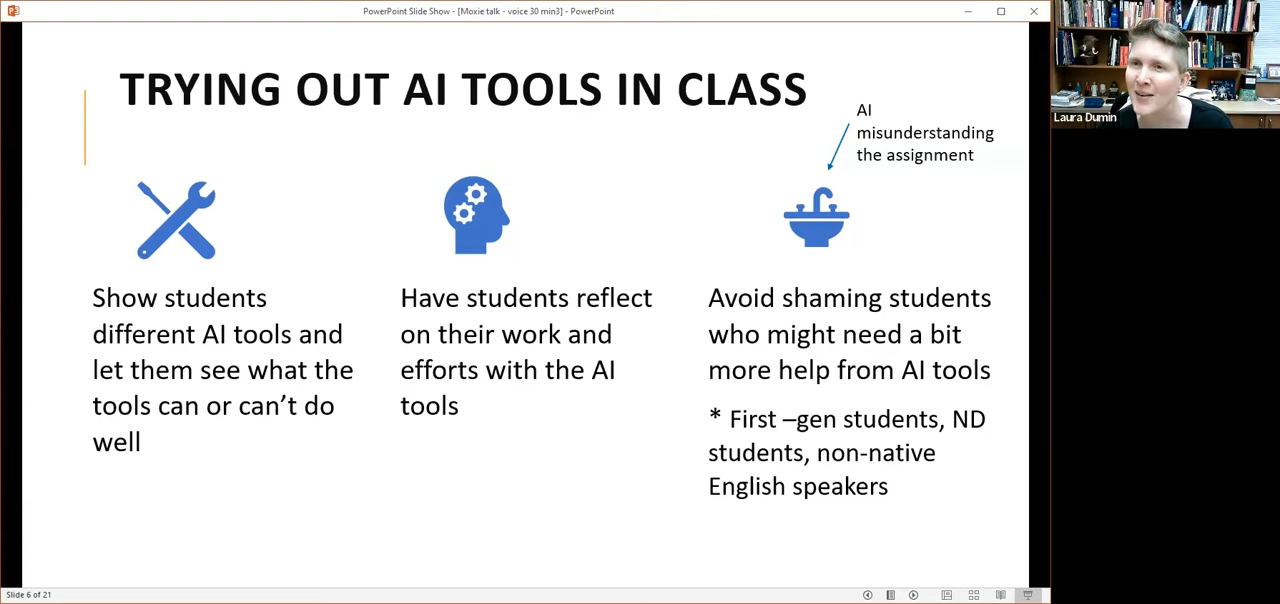 PowerPoint Slide Show - [Moxie talk - voice 30 min3] - PowerPoint
TRYING OUT AI TOOLS IN CLASS
AI
misunderstanding
the assignment
Show students
different AI tools and
let them see what the
tools can or can’t do
well
Have students reflect
on their work and
efforts with the AI
tools
Avoid shaming students
who might need a bit
more help from AI tools
* First –gen students, ND
students, non-native
English speakers
Laura Dumin
Slide 6 of 21